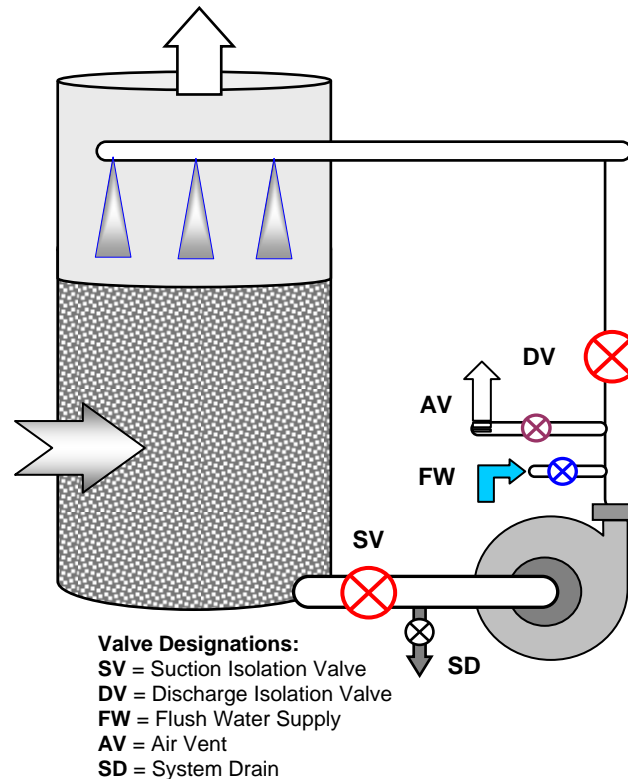 DV
AV
FW
SV
SD
Valve Designations:
SV = Suction Isolation Valve
DV = Discharge Isolation Valve
FW = Flush Water Supply
AV = Air Vent
SD = System Drain